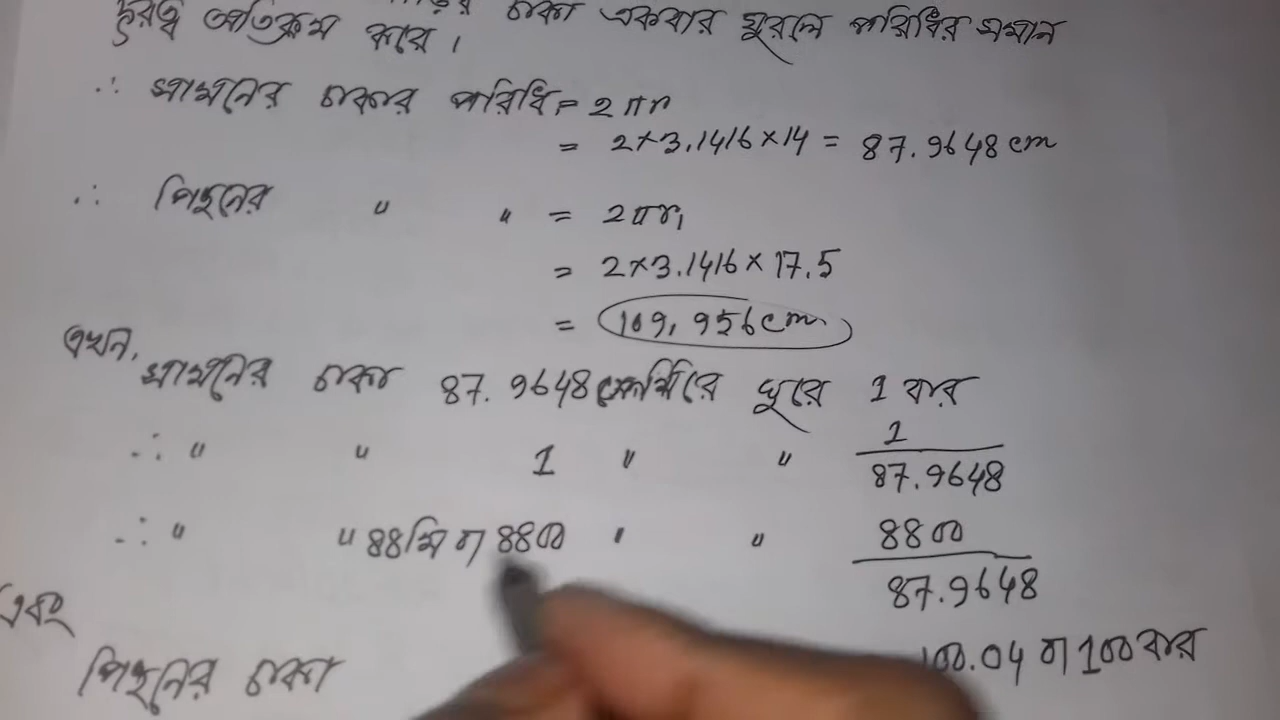 চাকা একবার ঘুরলে পরিধির সমান
দূরত্ব অতিক্রম করে।
∴ সামনের চাকার পরিধি = 2πr
= 2×3.1416×14 = 87.9648 cm
∴ পিছনের " " = 2πr₁
= 2×3.1416×17.5
= 109.956 cm
এখন,
সামনের চাকা 87.9648 সেমিরে ঘুরে 1 বার
∴ " " 1 " " 1/87.9648
∴ " " 88মি বা 8800 " " 8800/87.9648
এবং
100.04 বা 100 বার
পিছনের চাকা